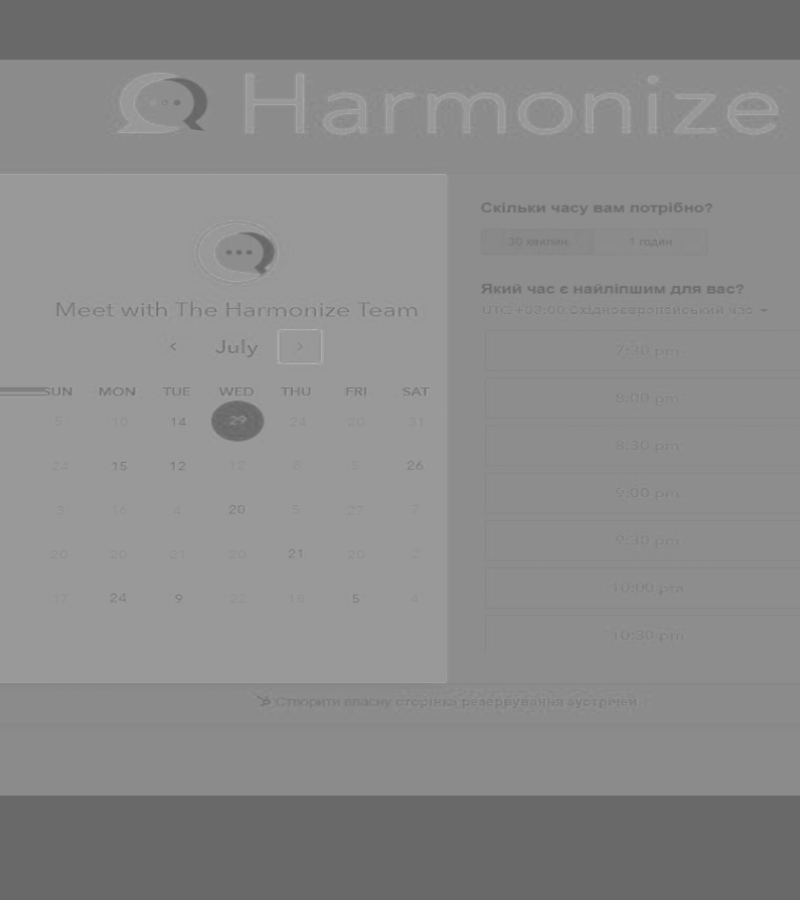 Harmonize
Meet with The Harmonize Team
July
SUN MON TUE WED THU FRI SAT
5 10 14 29 24 20 31
24 15 12 12 8 5 26
3 16 4 20 5 27 7
20 20 21 20 21 20 2
17 24 9 22 18 5 4
Скільки часу вам потрібно?
30 хвилин 1 годин
Який час є найліпшим для вас?
UTC+02:00 Східноєвропейський час
7:30 pm
8:00 pm
8:30 pm
9:00 pm
9:30 pm
10:00 pm
10:30 pm
Створити власну сторінку резервування зустрічей